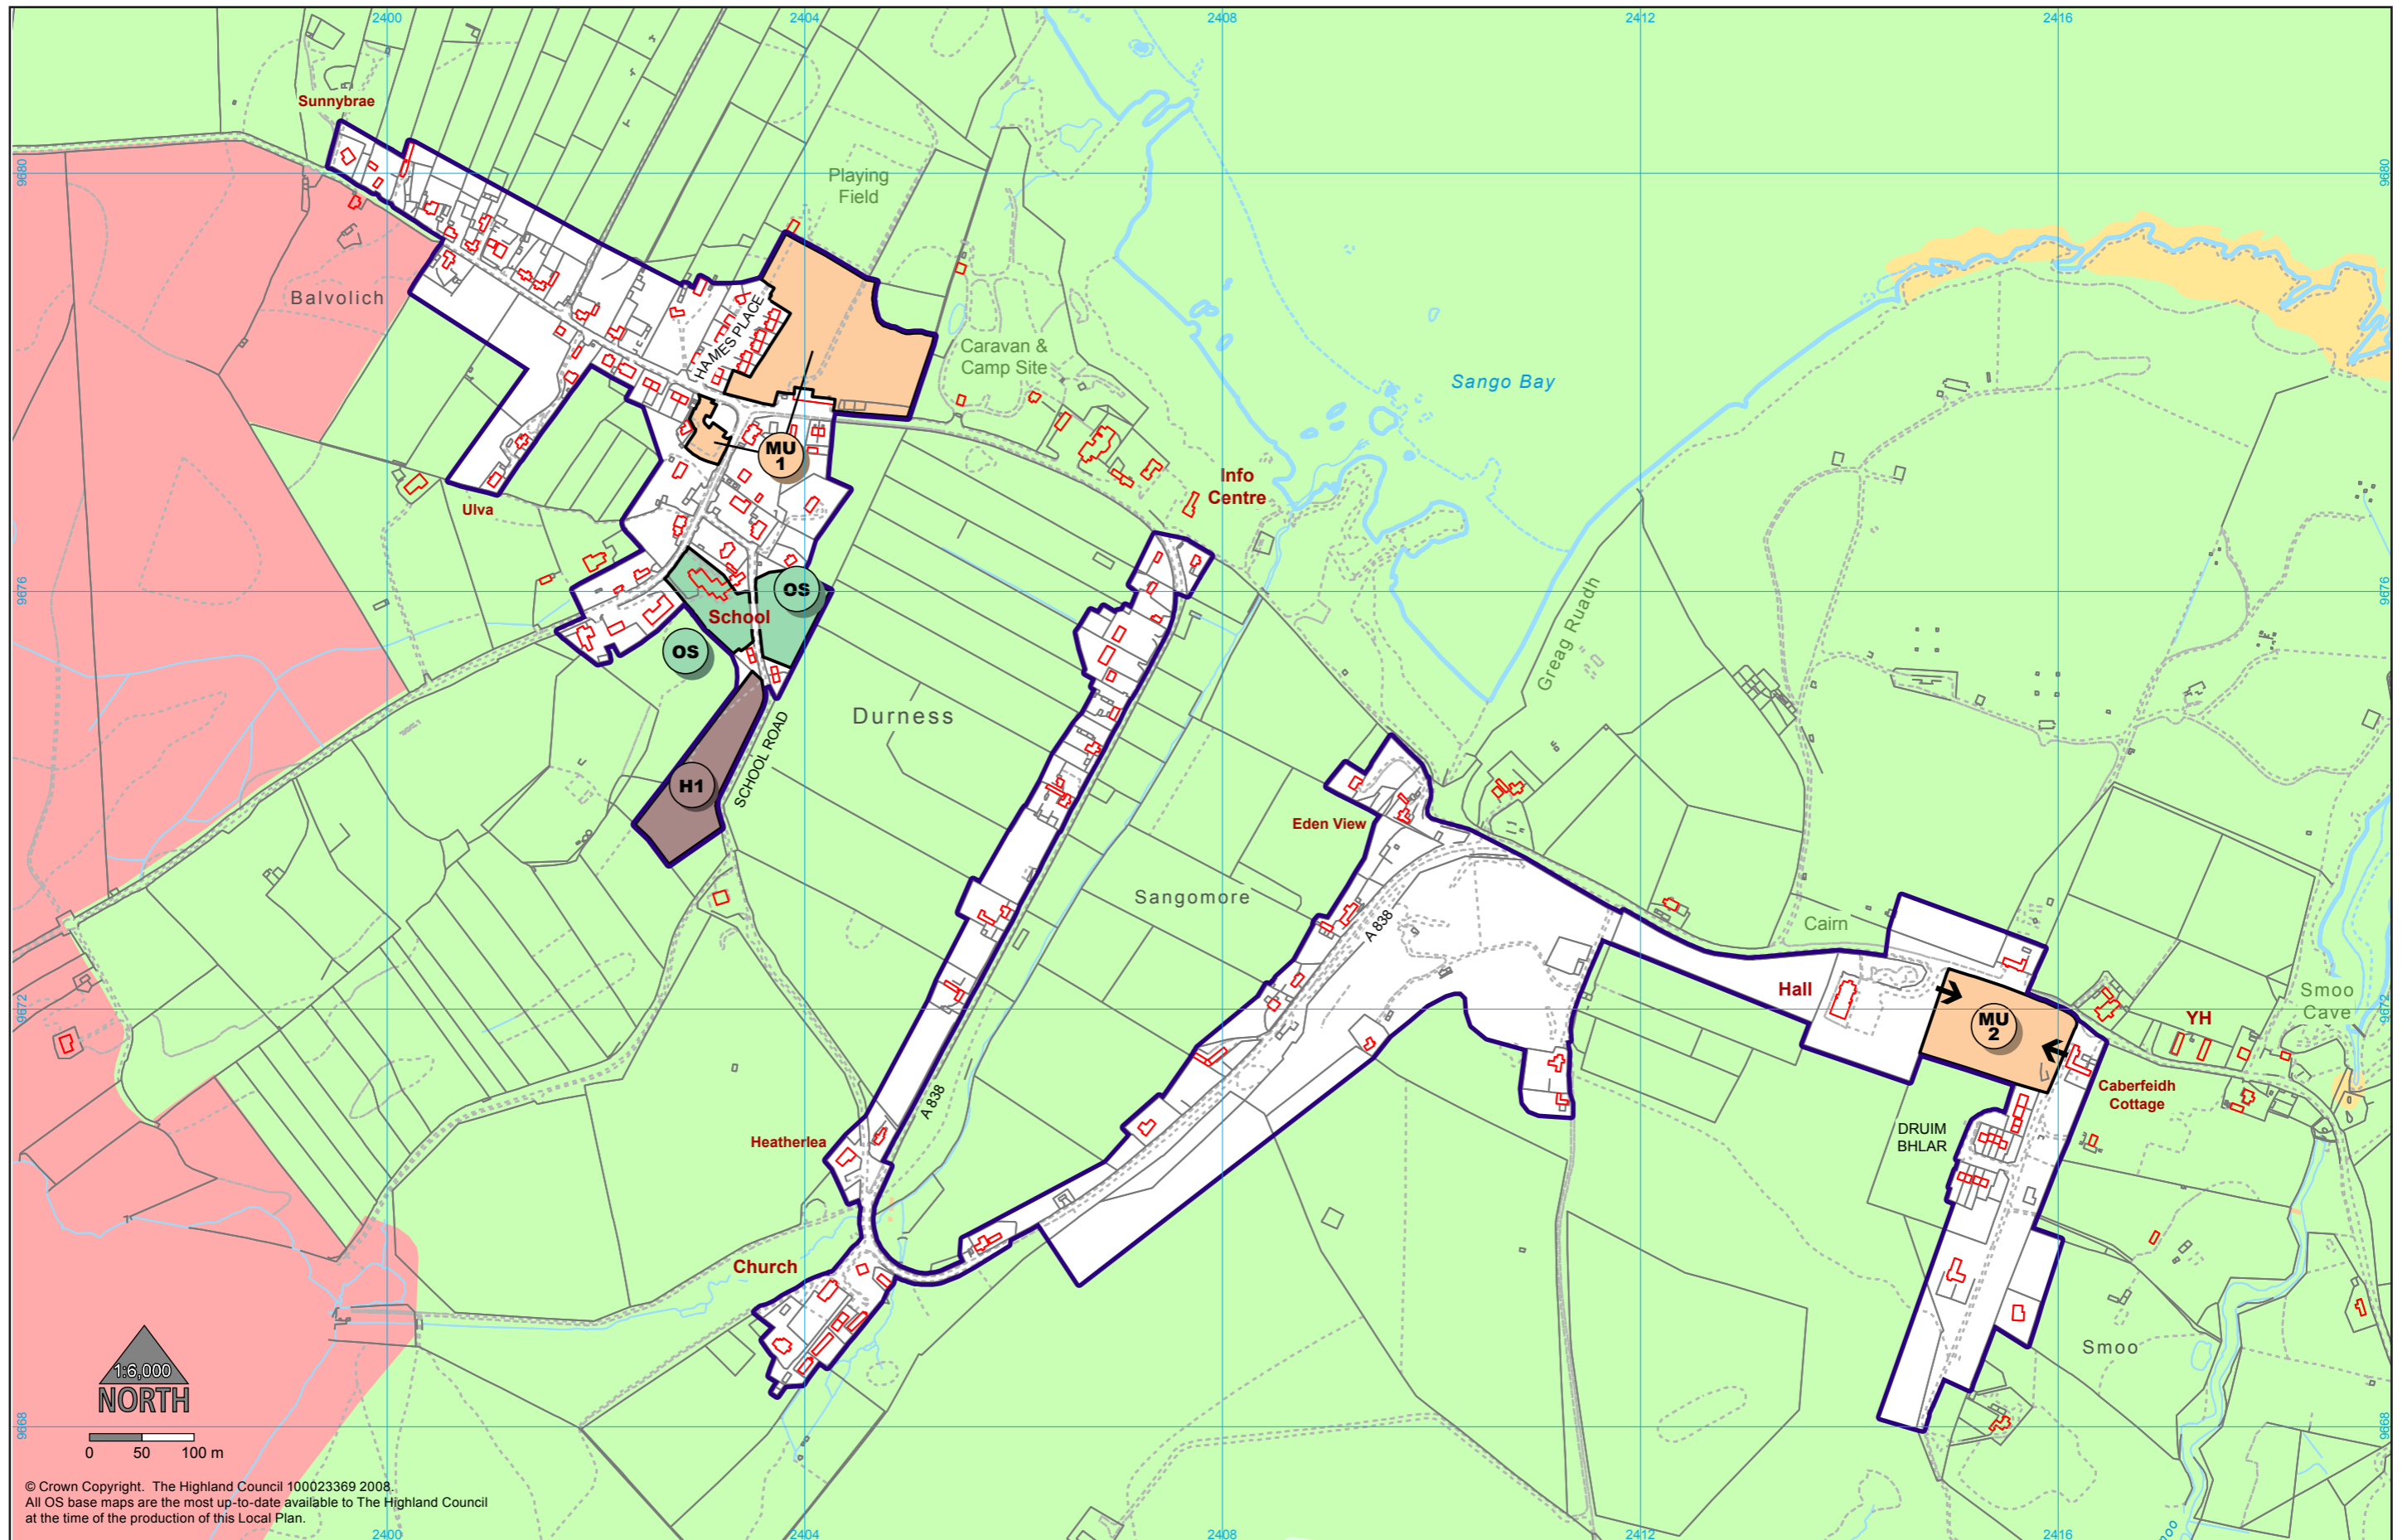 2400
2404
2408
2412
2416
Sunnybrae
9680
9680
Playing
Field
Balvolich
HAMES PLACE
Caravan &
Camp Site
Sango Bay
MU
1
Info
Centre
Ulva
Greag Ruadh
9676
OS
School
OS
Durness
H1
SCHOOL ROAD
Eden View
Sangomore
A 838
Cairn
Hall
MU
2
Smoo
Cave
YH
9672
9672
Caberfeidh
Cottage
A 838
DRUIM
BHLAR
Heatherlea
Church
Smoo
1:6,000
NORTH
0 50 100 m
9668
9668
© Crown Copyright. The Highland Council 100023369 2008.
All OS base maps are the most up-to-date available to The Highland Council
at the time of the production of this Local Plan.
2400
2404
2408
2412
2416